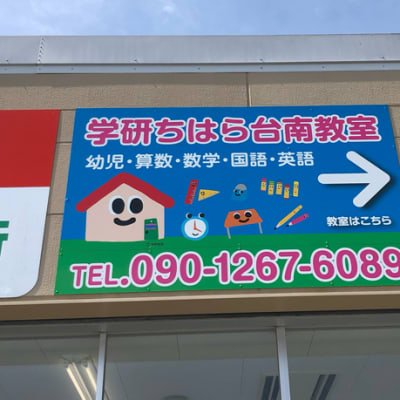 学研ちはら台南教室
幼児・算数・数学・国語・英語
教室はこちら
TEL.090-1267-6089